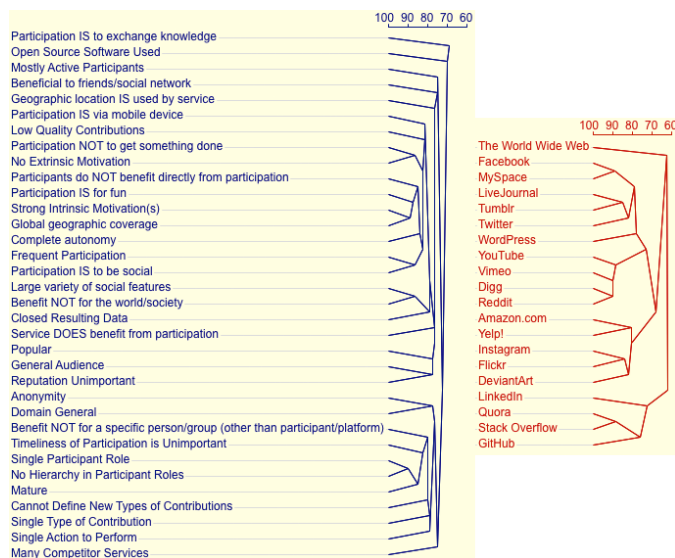 100 90 80 70 60
Participation IS to exchange knowledge
Open Source Software Used
Mostly Active Participants
Beneficial to friends/social network
Geographic location IS used by service
Participation IS via mobile device
Low Quality Contributions
Participation NOT to get something done
No Extrinsic Motivation
Participants do NOT benefit directly from participation
Participation IS for fun
Strong Intrinsic Motivation(s)
Global geographic coverage
Complete autonomy
Frequent Participation
Participation IS to be social
Large variety of social features
Benefit NOT for the world/society
Closed Resulting Data
Service DOES benefit from participation
Popular
General Audience
Reputation Unimportant
Anonymity
Domain General
Benefit NOT for a specific person/group (other than participant/platform)
Timeliness of Participation is Unimportant
Single Participant Role
No Hierarchy in Participant Roles
Mature
Cannot Define New Types of Contributions
Single Type of Contribution
Single Action to Perform
Many Competitor Services
100 90 80 70 60
The World Wide Web
Facebook
MySpace
LiveJournal
Tumblr
Twitter
WordPress
YouTube
Vimeo
Digg
Reddit
Amazon.com
Yelp!
Instagram
Flickr
DeviantArt
LinkedIn
Quora
Stack Overflow
GitHub